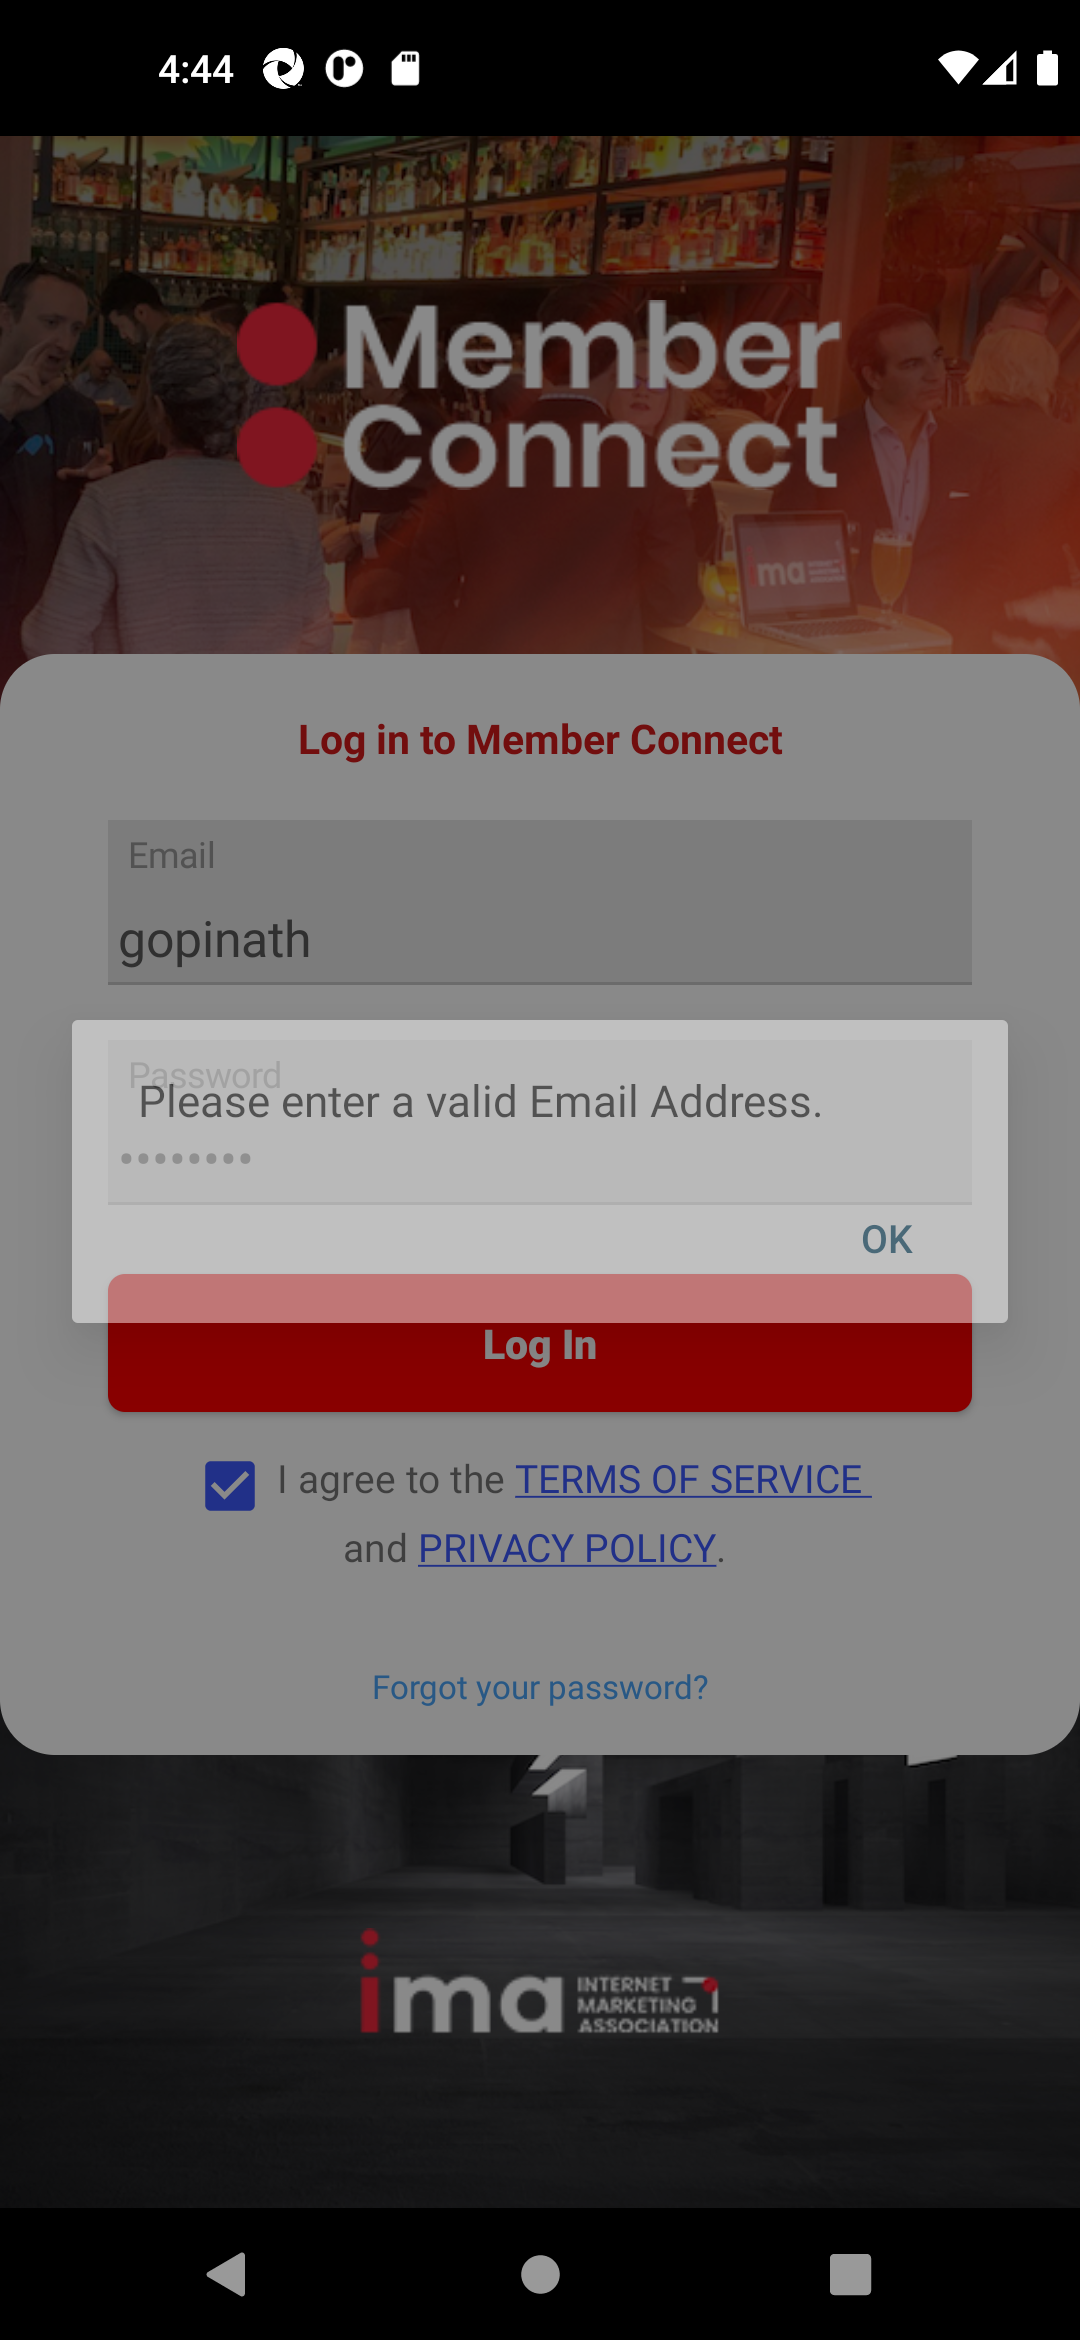 4:44
Member
Connect
ima
Log in to Member Connect
Email
gopinath
Password
Please enter a valid Email Address.
••••••••
OK
Log In
I agree to the TERMS OF SERVICE
and PRIVACY POLICY.
Forgot your password?
ima INTERNET
MARKETING
ASSOCIATION